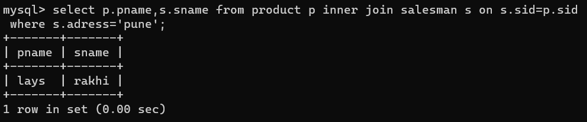 mysql> select p.pname,s.sname from product p inner join salesman s on s.sid=p.sid
 where s.adress='pune';
+-------+-------+
| pname | sname |
+-------+-------+
| lays  | rakhi |
+-------+-------+
1 row in set (0.00 sec)